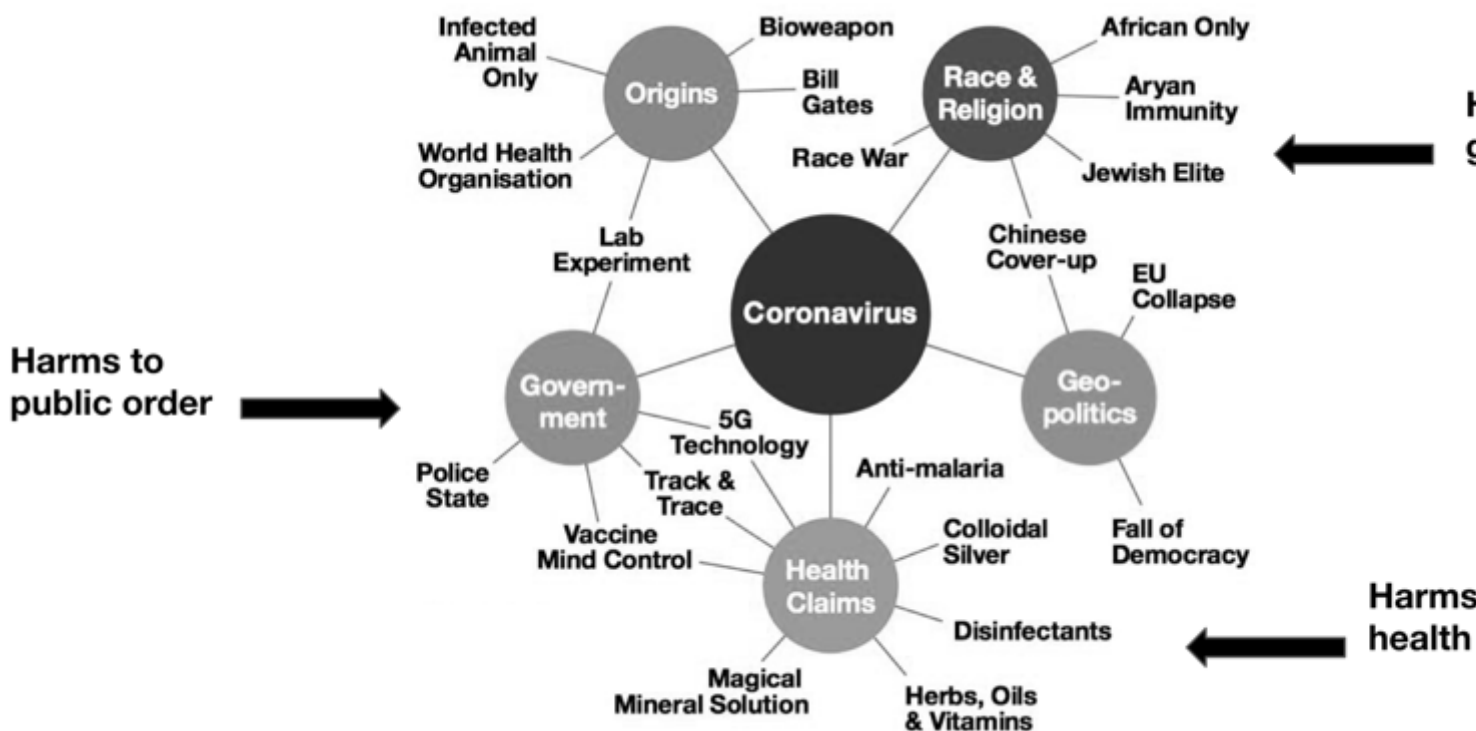 Infected
Animal
Only
Origins
Bioweapon
Bill
Gates
World Health
Organisation
Race &
Religion
African Only
Aryan
Immunity
Race War
Jewish Elite
Lab
Experiment
Chinese
Cover-up
EU
Collapse
Coronavirus
Harms to
public order
Govern-
ment
Geo-
politics
5G
Technology
Police
State
Track &
Trace
Vaccine
Mind Control
Anti-malaria
Colloidal
Silver
Fall of
Democracy
Health
Claims
Disinfectants
Magical
Mineral Solution
Herbs, Oils
& Vitamins
Harms
health